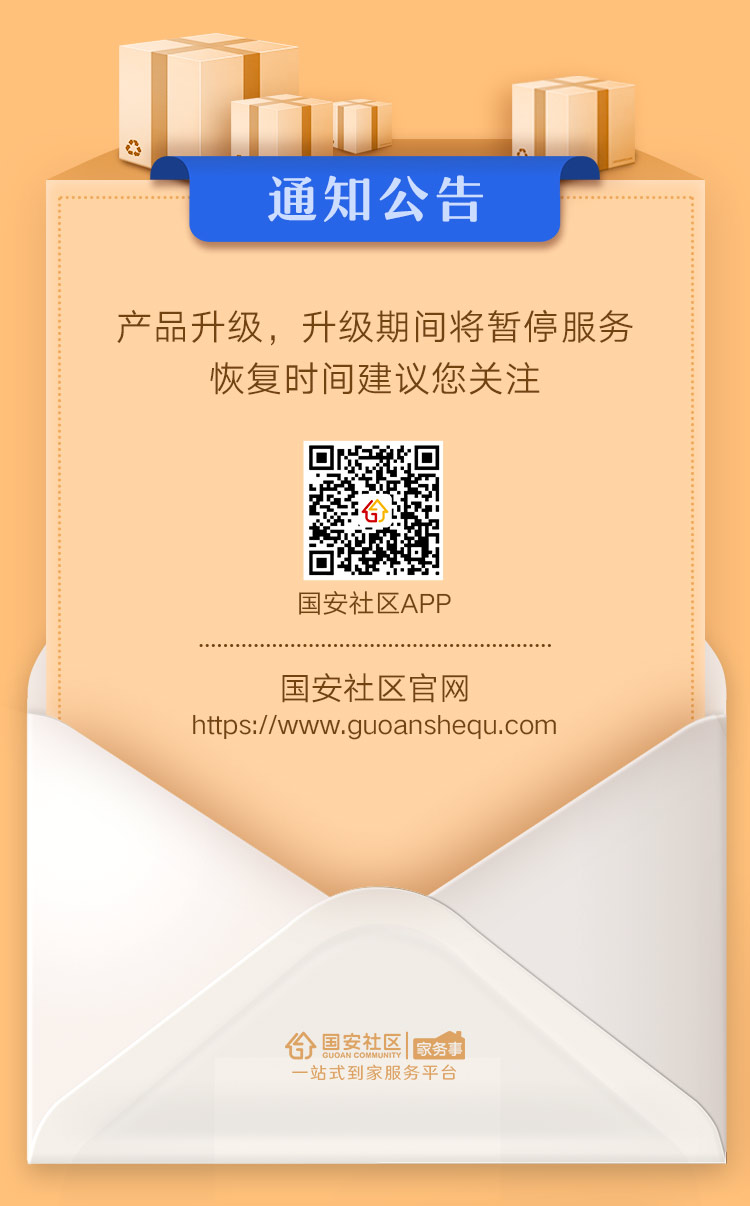 通知公告
产品升级，升级期间将暂停服务
恢复时间建议您关注
国安社区APP
国安社区官网
https://www.guoanshequ.com
国安社区
GUOAN COMMUNITY
家务事
一站式到家服务平台